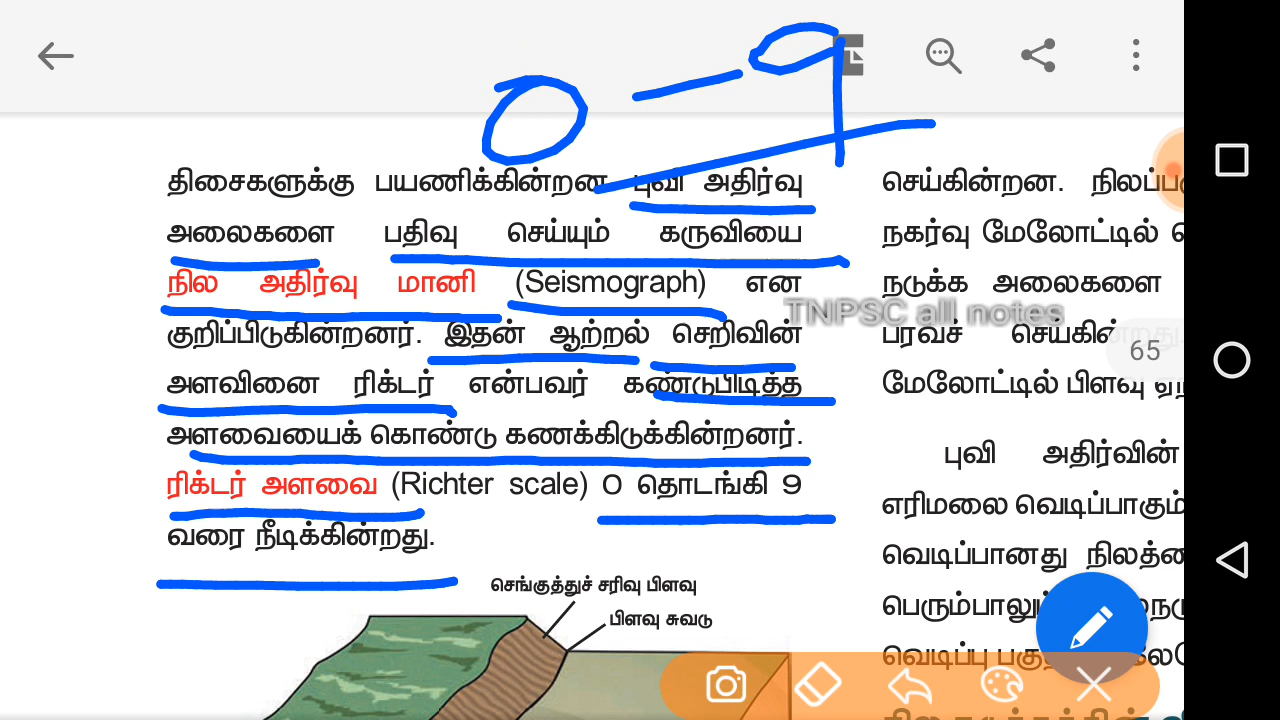 0 – 9
திசைகளுக்கு பயணிக்கின்றன புவி அதிர்வு
அலைகளை பதிவு செய்யும் கருவியை
நில அதிர்வு மானி (Seismograph) என
குறிப்பிடுகின்றனர். இதன் ஆற்றல் செறிவின்
அளவினை ரிக்டர் என்பவர் கண்டுபிடித்த
அளவையைக் கொண்டு கணக்கிடுக்கின்றனர்.
ரிக்டர் அளவை (Richter scale) 0 தொடங்கி 9
வரை நீடிக்கின்றது.
செங்குத்துச் சரிவு பிளவு
பிளவு சுவடு
செய்கின்றன.
நகர்வு மேலோட்டில்
நடுக்க அலைகளை
TNPSC all notes
பரவச்
65
மேலோட்டில் பிளவு
புவி அதிர்வின்
எரிமலை வெடிப்பாகும்
வெடிப்பானது
வெடிப்பு